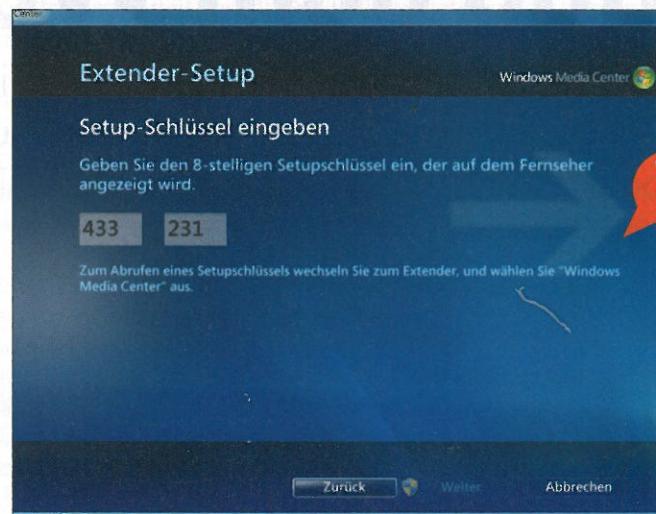 Center
Extender-Setup
Windows Media Center
Setup-Schlüssel eingeben
Geben Sie den 8-stelligen Setupschlüssel ein, der auf dem Fernseher
angezeigt wird.
433 231
Zum Abrufen eines Setupschlüssels wechseln Sie zum Extender, und wählen Sie "Windows
Media Center" aus.
Zurück Weiter Abbrechen